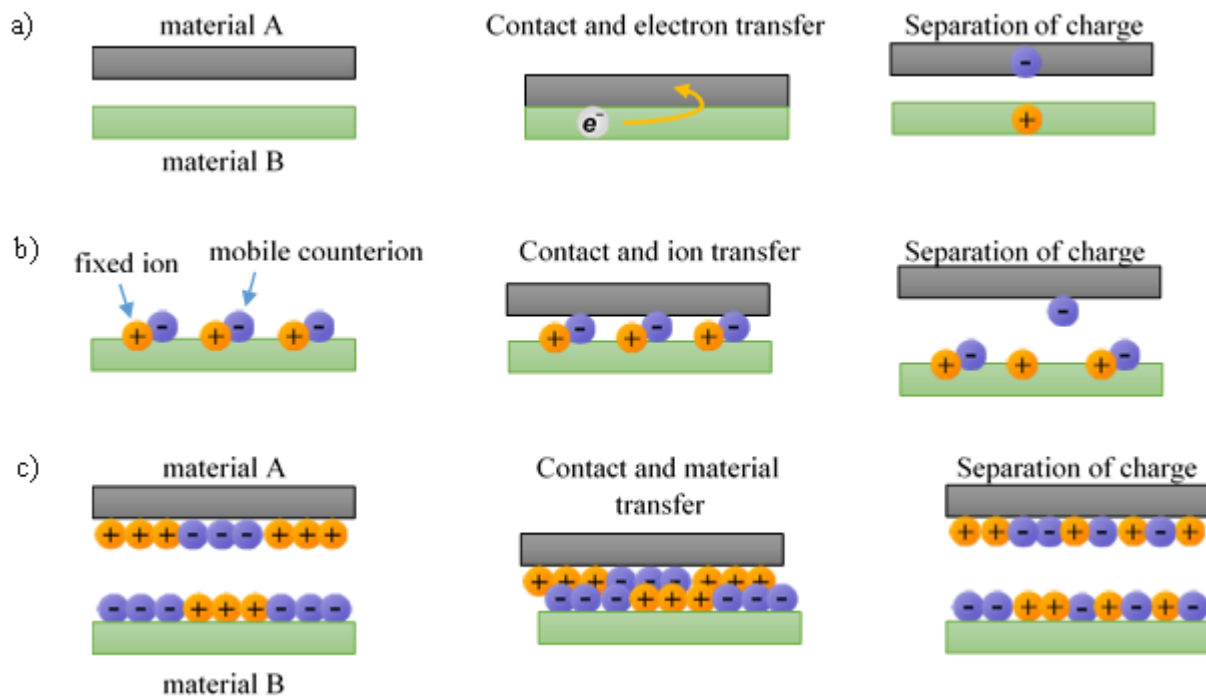 a)
material A
Contact and electron transfer
Separation of charge
-
e⁻
+
material B
b)
fixed ion
mobile counterion
Contact and ion transfer
Separation of charge
-
+ - + - + -
+ - + - + -
+ - + + -
c)
material A
Contact and material
transfer
Separation of charge
+ + + - - - + + +
+ + + - - - + + +
+ + - - + - + - +
- - - + + + - - -
- - - + + + - - -
- - + + - + - + -
material B